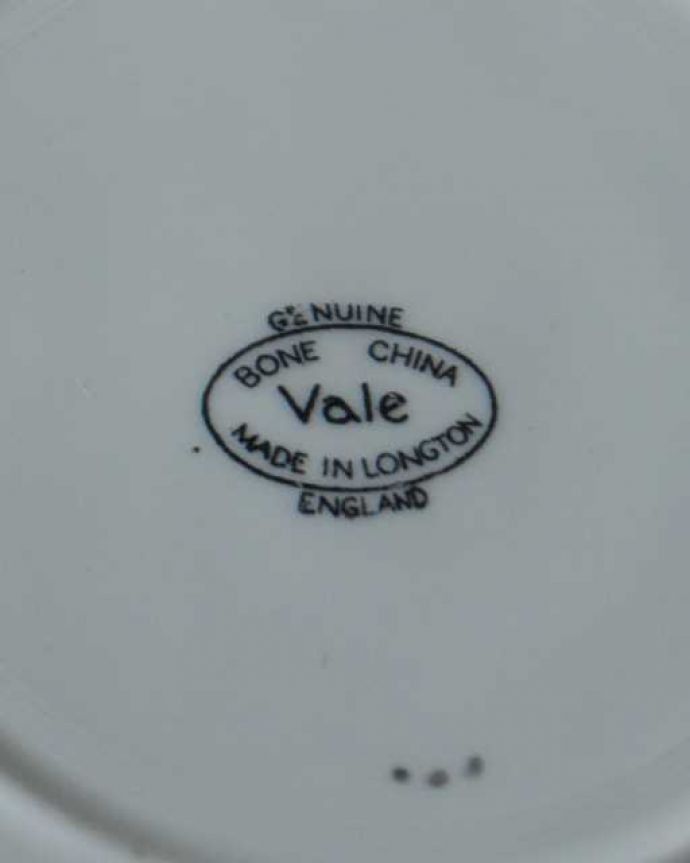 GENUINE
BONE CHINA
Vale
MADE IN LONGTON
ENGLAND